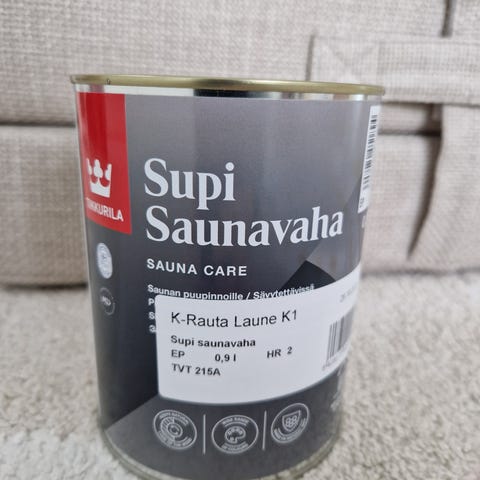 TIKKURILA
Supi
Saunavaha
SAUNA CARE
Saunan puupinnoille / Sävytettävissä
K-Rauta Laune K1
Supi saunavaha
EP 0,9 l HR 2
TVT 215A